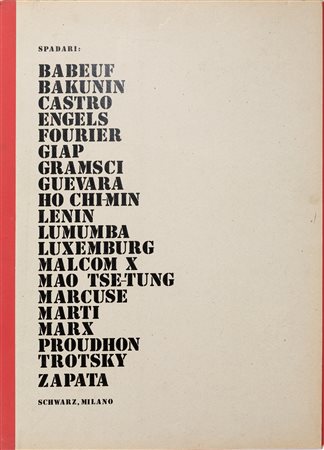 SPADARI:
BABEUF
BAKUNIN
CASTRO
ENGELS
FOURIER
GIAP
GRAMSCI
GUEVARA
HO CHI-MIN
LENIN
LUMUMBA
LUXEMBURG
MALCOM X
MAO TSE-TUNG
MARCUSE
MARTI
MARX
PROUDHON
TROTSKY
ZAPATA
SCHWARZ, MILANO